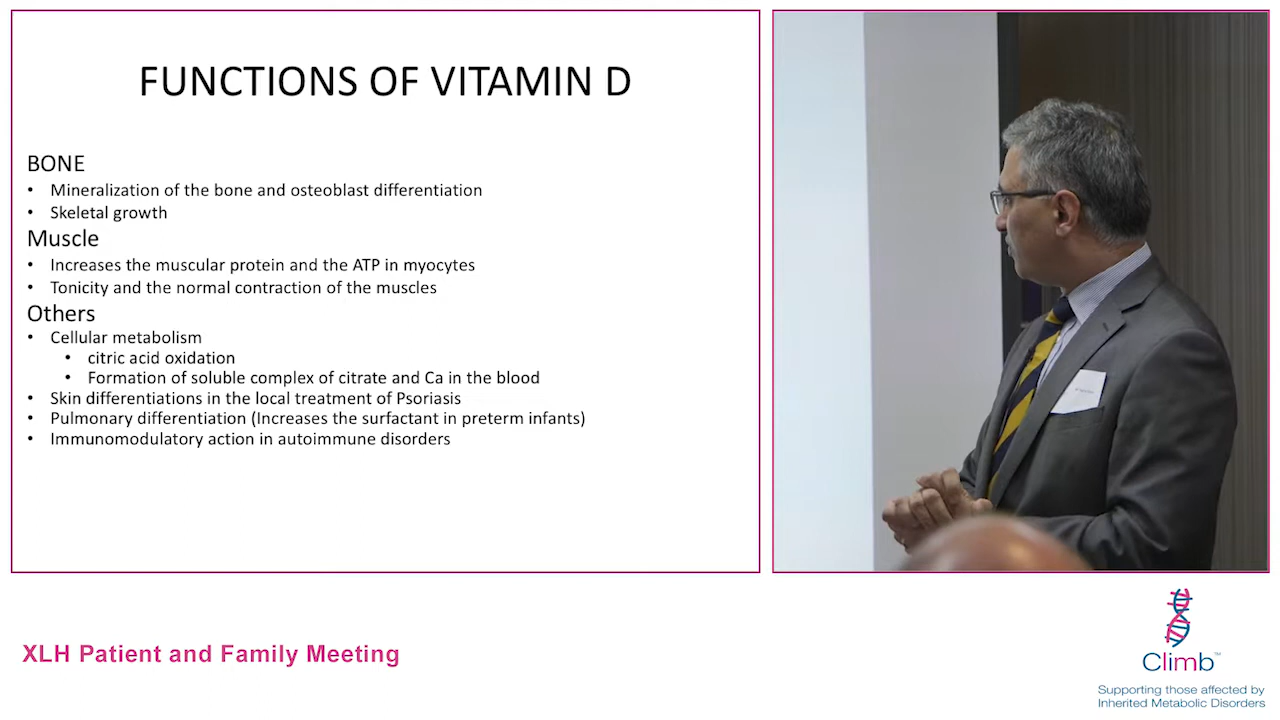 FUNCTIONS OF VITAMIN D
BONE
• Mineralization of the bone and osteoblast differentiation
• Skeletal growth
Muscle
• Increases the muscular protein and the ATP in myocytes
• Tonicity and the normal contraction of the muscles
Others
• Cellular metabolism
• citric acid oxidation
• Formation of soluble complex of citrate and Ca in the blood
• Skin differentiations in the local treatment of Psoriasis
• Pulmonary differentiation (Increases the surfactant in preterm infants)
• Immunomodulatory action in autoimmune disorders
XLH Patient and Family Meeting
Climb™
Supporting those affected by
Inherited Metabolic Disorders